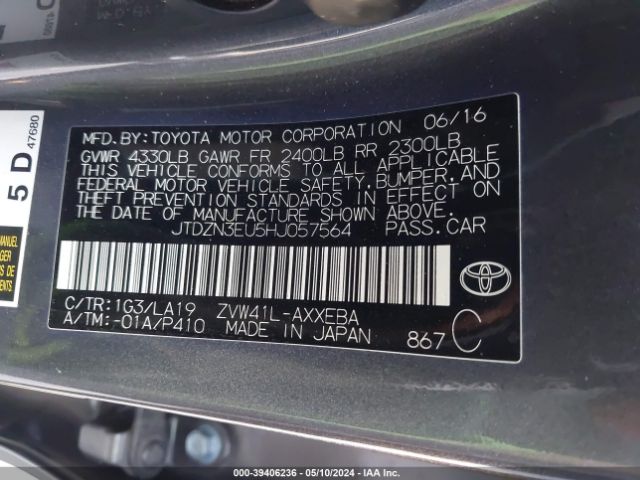 5 D 47680
MFD. BY: TOYOTA MOTOR CORPORATION 06/16
GVWR 4330LB GAWR FR 2400LB RR 2300LB
THIS VEHICLE CONFORMS TO ALL APPLICABLE
FEDERAL MOTOR VEHICLE SAFETY, BUMPER, AND
THEFT PREVENTION STANDARDS IN EFFECT ON
THE DATE OF MANUFACTURE SHOWN ABOVE.
JTDZN3EU5HJ057564 PASS.CAR
C/TR: 1G3/LA19 ZVW41L-AXXEBA
A/TM: -01A/P410 MADE IN JAPAN 867 C
000-39406236 - 05/10/2024 - IAA Inc.